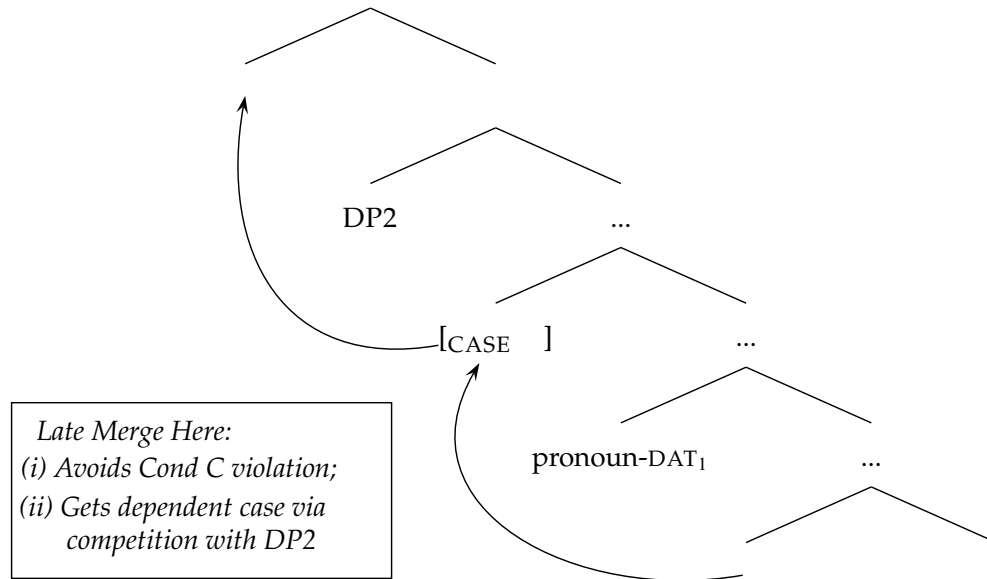 DP2
...
[CASE ]
...
pronoun-DAT1
...
Late Merge Here:
(i) Avoids Cond C violation;
(ii) Gets dependent case via
competition with DP2